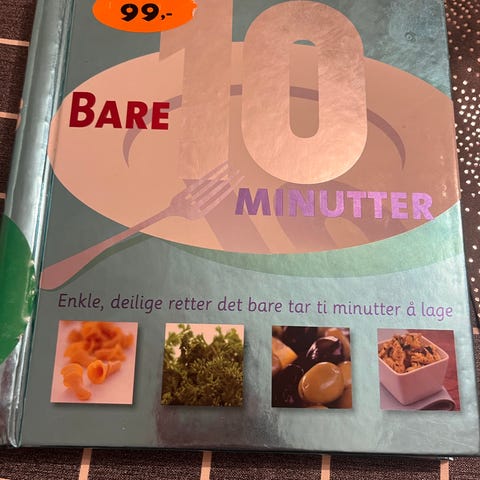 99,-
10
BARE
MINUTTER
Enkle, deilige retter det bare tar ti minutter å lage